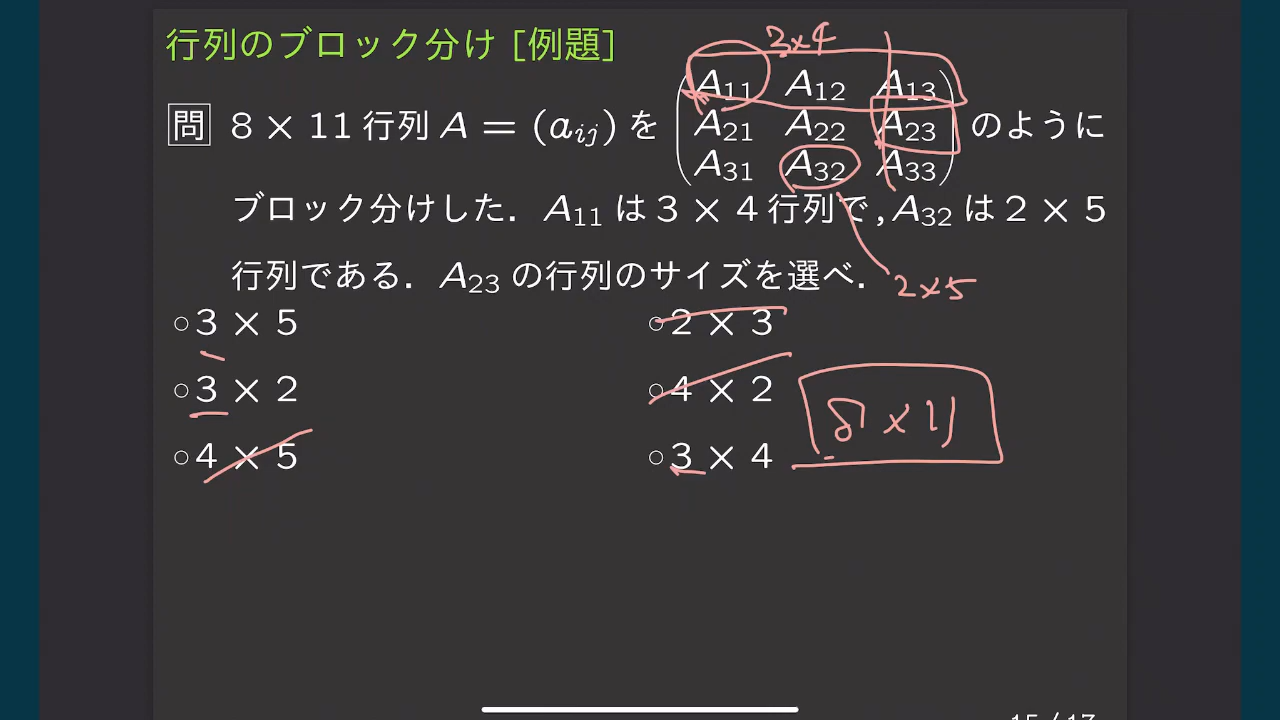 行列のブロック分け [例題]
3×4
問 8 × 11 行列 A = (aij) を (A11 A12 A13
A21 A22 A23
A31 A32 A33) のように
ブロック分けした. A11 は 3 × 4 行列で, A32 は 2 × 5
行列である. A23 の行列のサイズを選べ.
2×5
○ 3 × 5 ○ 2 × 3
○ 3 × 2 ○ 4 × 2
8×11
○ 4 × 5 ○ 3 × 4
15 / 17